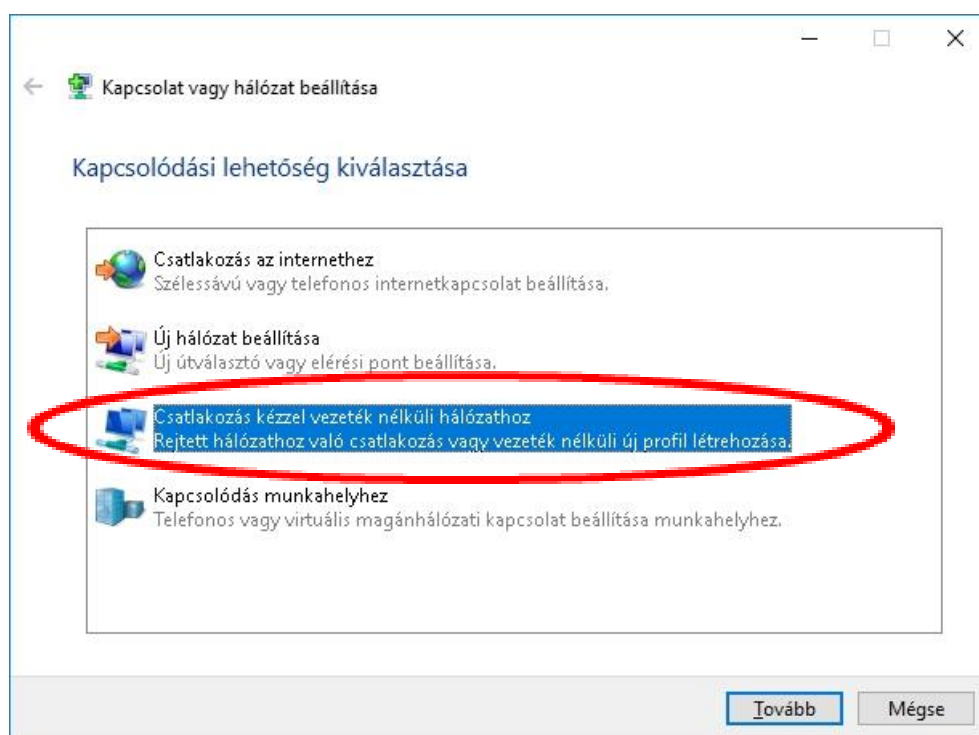 Kapcsolat vagy hálózat beállítása
Kapcsolódási lehetőség kiválasztása
Csatlakozás az internethez
Szélessávú vagy telefonos internetkapcsolat beállítása.
Új hálózat beállítása
Új útválasztó vagy elérési pont beállítása.
Csatlakozás kézzel vezeték nélküli hálózathoz
Rejtett hálózathoz való csatlakozás vagy vezeték nélküli új profil létrehozása.
Kapcsolódás munkahelyhez
Telefonos vagy virtuális magánhálózati kapcsolat beállítása munkahelyhez.
Tovább Mégse